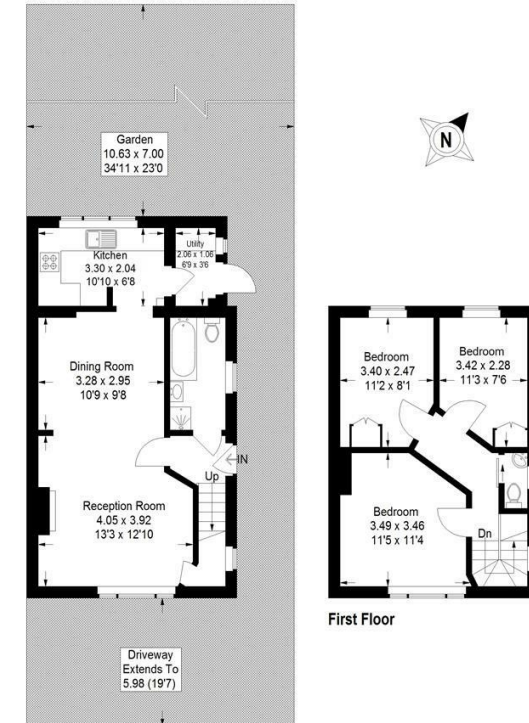 Garden
10.63 x 7.00
34'11 x 23'0
N
Kitchen
3.30 x 2.04
10'10 x 6'8
Utility
2.06 x 1.06
6'9 x 3'6
Dining Room
3.28 x 2.95
10'9 x 9'8
IN
Up
Reception Room
4.05 x 3.92
13'3 x 12'10
Driveway
Extends To
5.98 (19'7)
Bedroom
3.40 x 2.47
11'2 x 8'1
Bedroom
3.42 x 2.28
11'3 x 7'6
Bedroom
3.49 x 3.46
11'5 x 11'4
Dn
First Floor